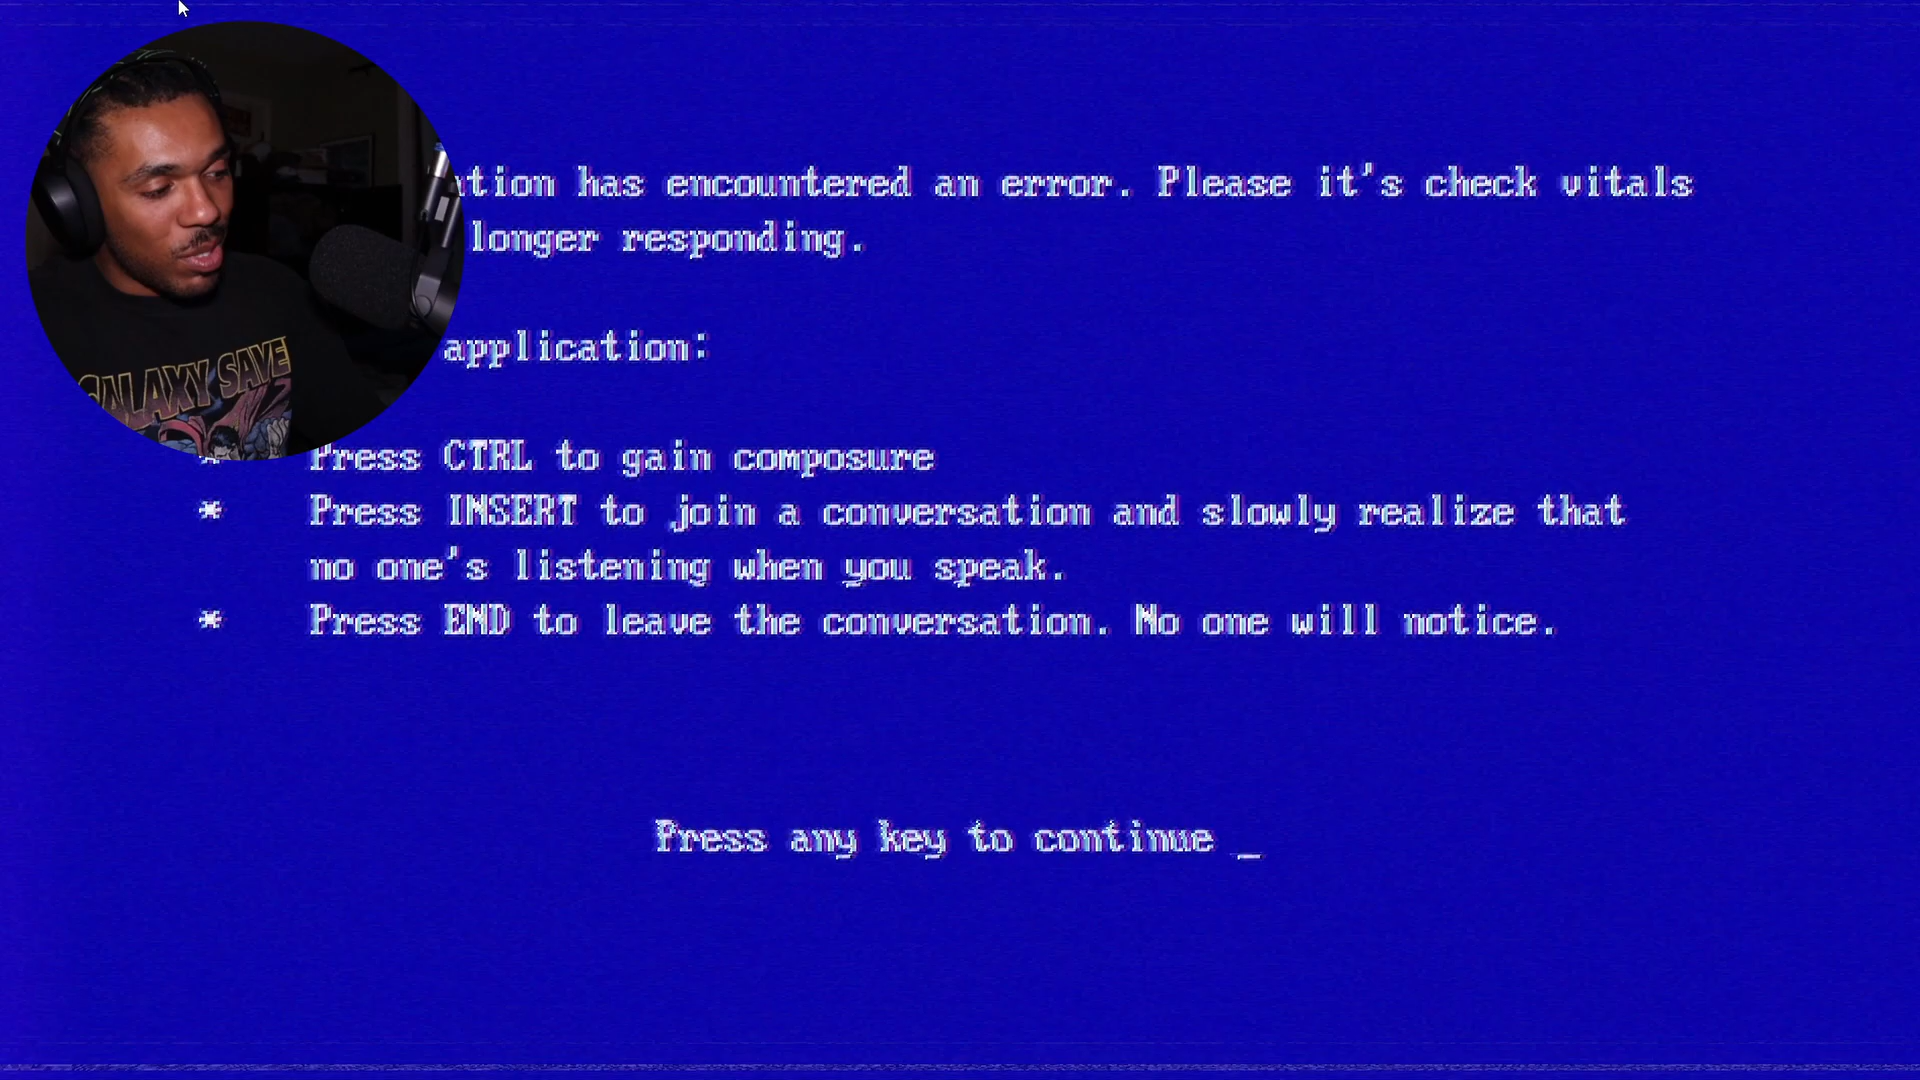 has encountered an error. Please it's check vitals
longer responding.
application:
GALAXY SAVE
* Press CTRL to gain composure
* Press INSERT to join a conversation and slowly realize that
no one's listening when you speak.
* Press END to leave the conversation. No one will notice.
Press any key to continue _